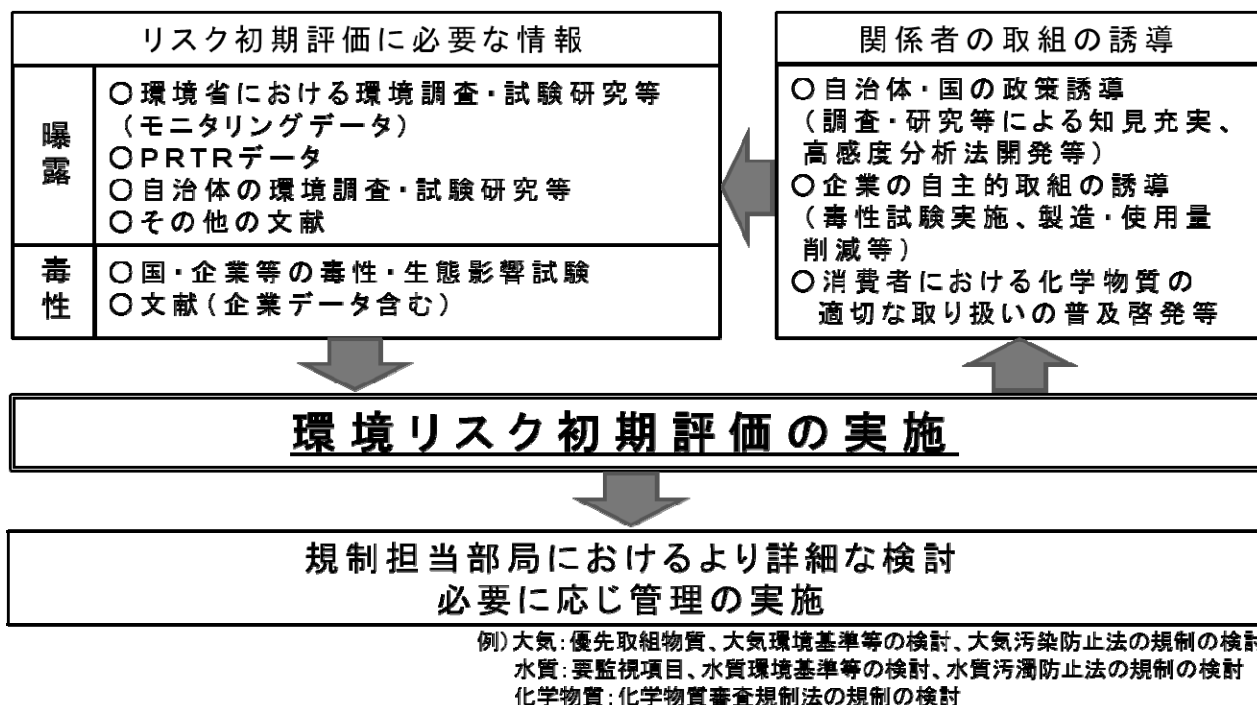 リスク初期評価に必要な情報
曝露
○環境省における環境調査・試験研究等
(モニタリングデータ)
○PRTRデータ
○自治体の環境調査・試験研究等
○その他の文献
毒性
○国・企業等の毒性・生態影響試験
○文献(企業データ含む)
関係者の取組の誘導
○自治体・国の政策誘導
(調査・研究等による知見充実、
高感度分析法開発等)
○企業の自主的取組の誘導
(毒性試験実施、製造・使用量
削減等)
○消費者における化学物質の
適切な取り扱いの普及啓発等
環境リスク初期評価の実施
規制担当部局におけるより詳細な検討
必要に応じ管理の実施
例)大気:優先取組物質、大気環境基準等の検討、大気汚染防止法の規制の検討
水質:要監視項目、水質環境基準等の検討、水質汚濁防止法の規制の検討
化学物質:化学物質審査規制法の規制の検討